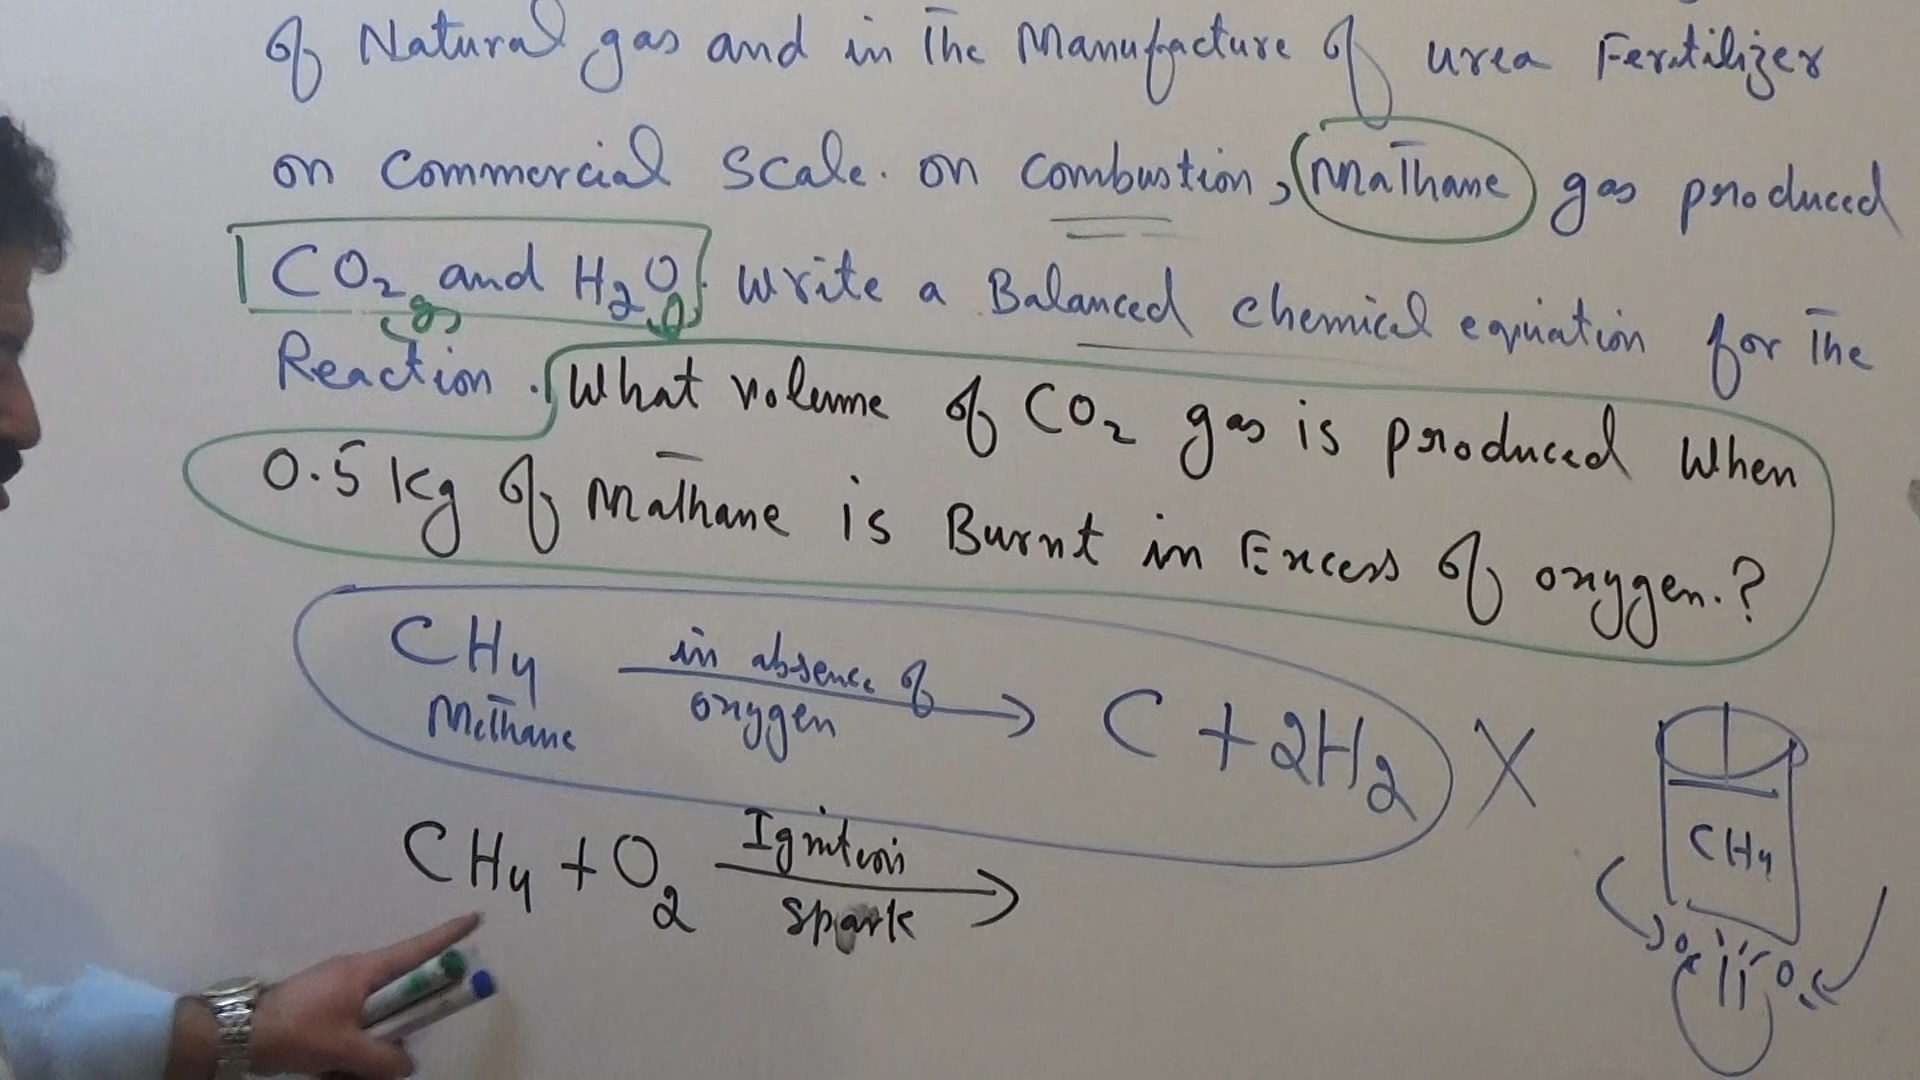 of Natural gas and in The Manufacture of urea Fertilizer
on commercial scale. on combustion, Mathane gas produced
CO2 and H2O. Write a Balanced chemical equation for The
(g) (g)
Reaction. What volume of CO2 gas is produced When
0.5 kg of Mathane is Burnt in Excess of oxygen.?
CH4 in absence of oxygen → C + 2H2 X
Methane
CH4 + O2 Ignition spark →
CH4